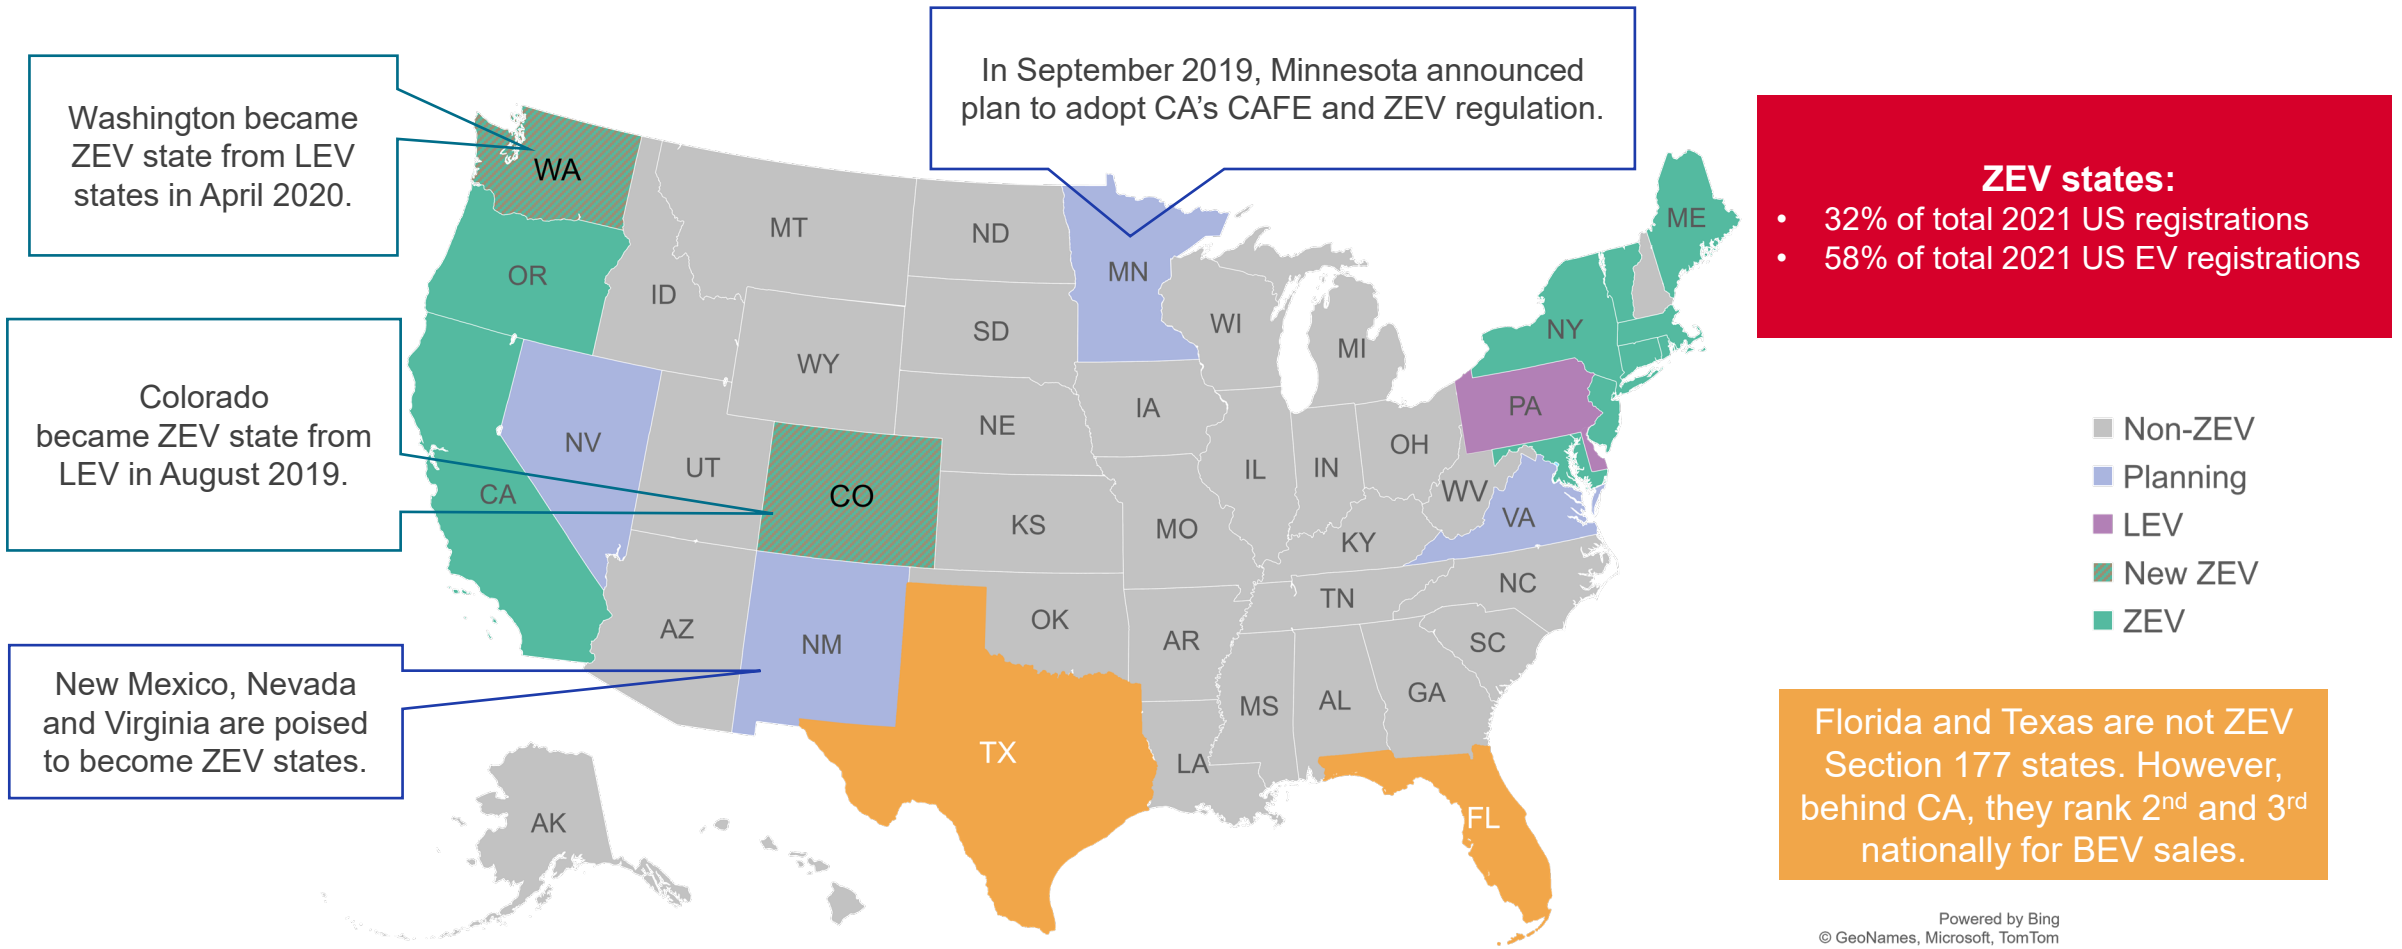 In September 2019, Minnesota announced
plan to adopt CA’s CAFE and ZEV regulation.
Washington became
ZEV state from LEV
states in April 2020.
Colorado
became ZEV state from
LEV in August 2019.
New Mexico, Nevada
and Virginia are poised
to become ZEV states.
WA
OR
CA
NV
ID
MT
WY
UT
CO
AZ
NM
ND
SD
NE
KS
OK
TX
MN
IA
MO
AR
LA
WI
IL
MI
IN
OH
KY
TN
MS
AL
GA
FL
SC
NC
VA
WV
PA
NY
ME
AK
ZEV states:
• 32% of total 2021 US registrations
• 58% of total 2021 US EV registrations
Non-ZEV
Planning
LEV
New ZEV
ZEV
Florida and Texas are not ZEV
Section 177 states. However,
behind CA, they rank 2nd and 3rd
nationally for BEV sales.
Powered by Bing
© GeoNames, Microsoft, TomTom